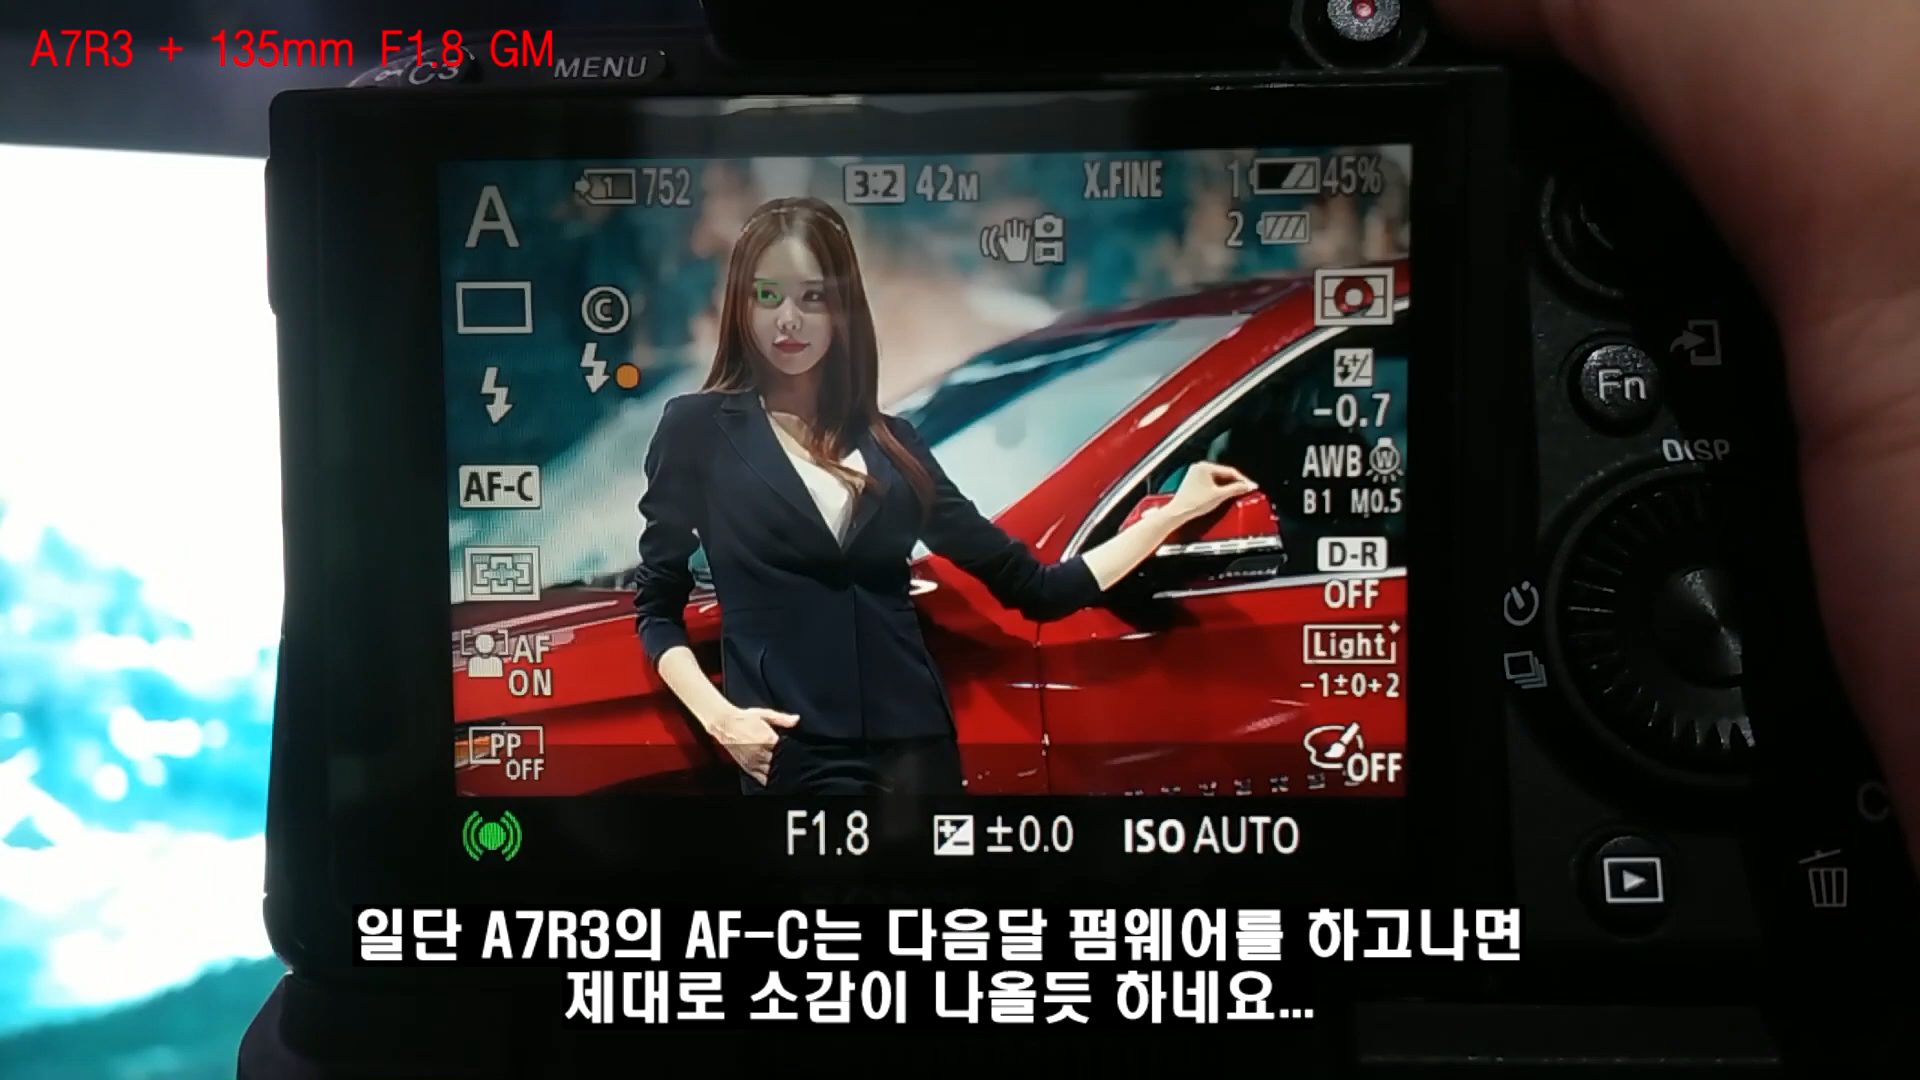 A7R3 + 135mm F1.8 GM
C3
MENU
A
1 752
3:2 42M
X.FINE
1 45%
2
C
-0.7
AF-C
AWB W
B1 M0.5
D-R
OFF
AF
ON
Light
-1±0+2
PP
OFF
OFF
F1.8
±0.0
ISO AUTO
Fn
DISP
C
일단 A7R3의 AF-C는 다음달 펌웨어를 하고나면
제대로 소감이 나올듯 하네요...